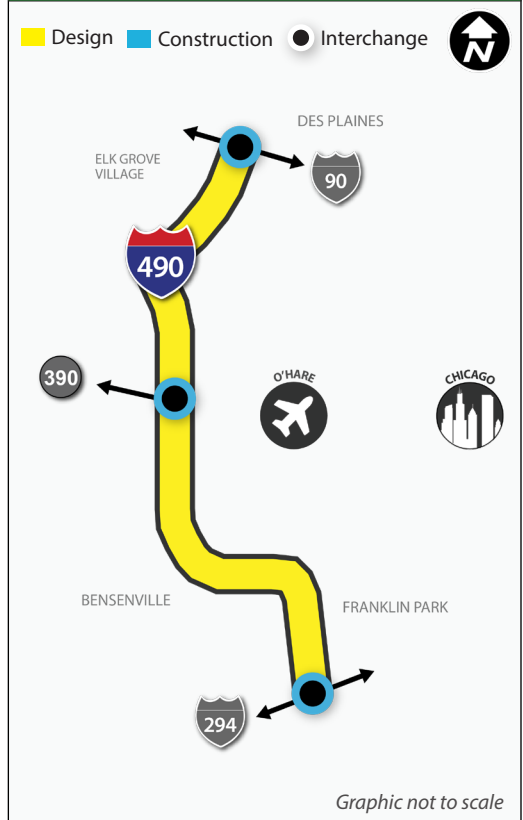 Design Construction Interchange
N
DES PLAINES
ELK GROVE
VILLAGE
90
490
390
O'HARE
CHICAGO
BENSENVILLE
FRANKLIN PARK
294
Graphic not to scale